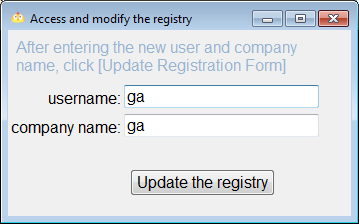 Access and modify the registry
After entering the new user and company
name, click [Update Registration Form]
username: ga
company name: ga
Update the registry